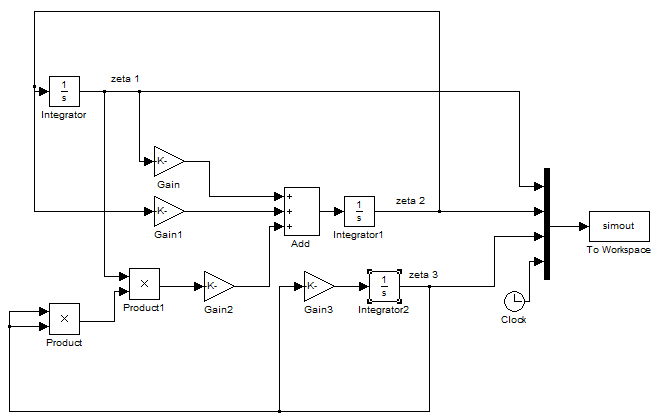 zeta 1
1
s
Integrator
-K-
Gain
zeta 2
-K-
Gain1
+
+
+
Add
1
s
Integrator1
simout
To Workspace
zeta 3
×
Product1
-K-
Gain2
-K-
Gain3
1
s
Integrator2
Clock
×
Product